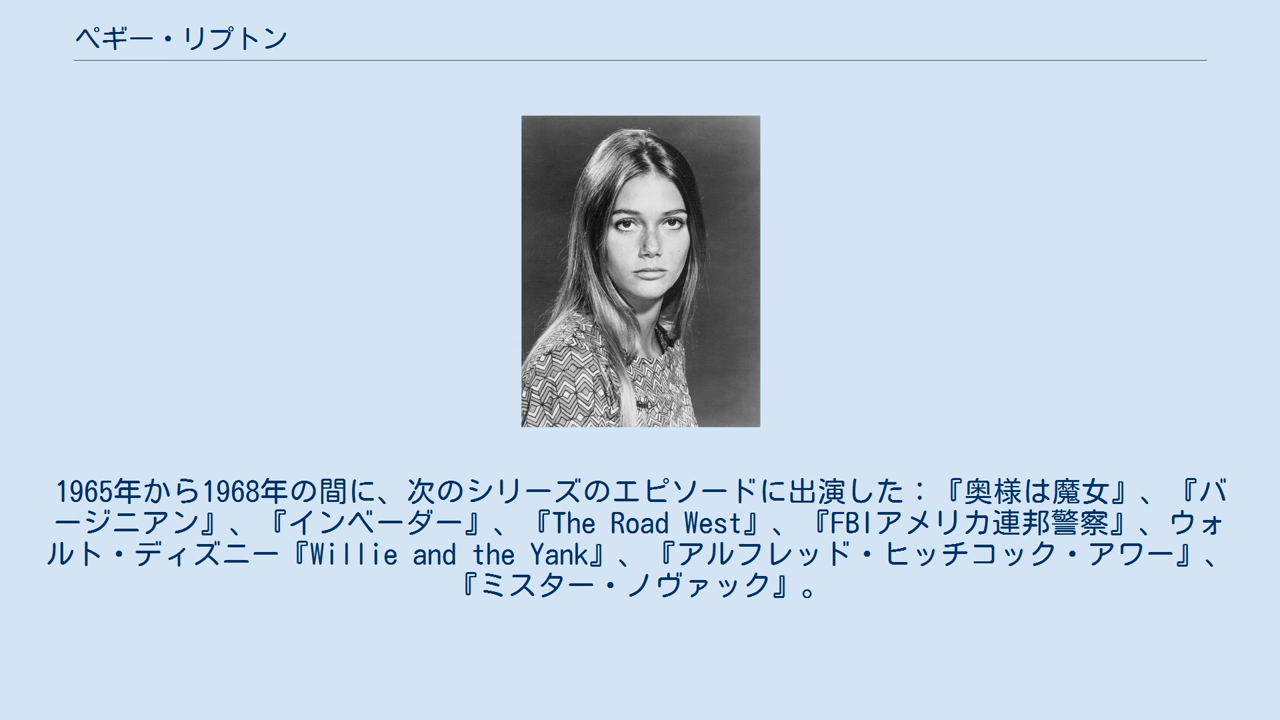 ペギー・リプトン
1965年から1968年の間に、次のシリーズのエピソードに出演した：『奥様は魔女』、『バ
ージニアン』、『インベーダー』、『The Road West』、『FBIアメリカ連邦警察』、ウォ
ルト・ディズニー『Willie and the Yank』、『アルフレッド・ヒッチコック・アワー』、
『ミスター・ノヴァック』。